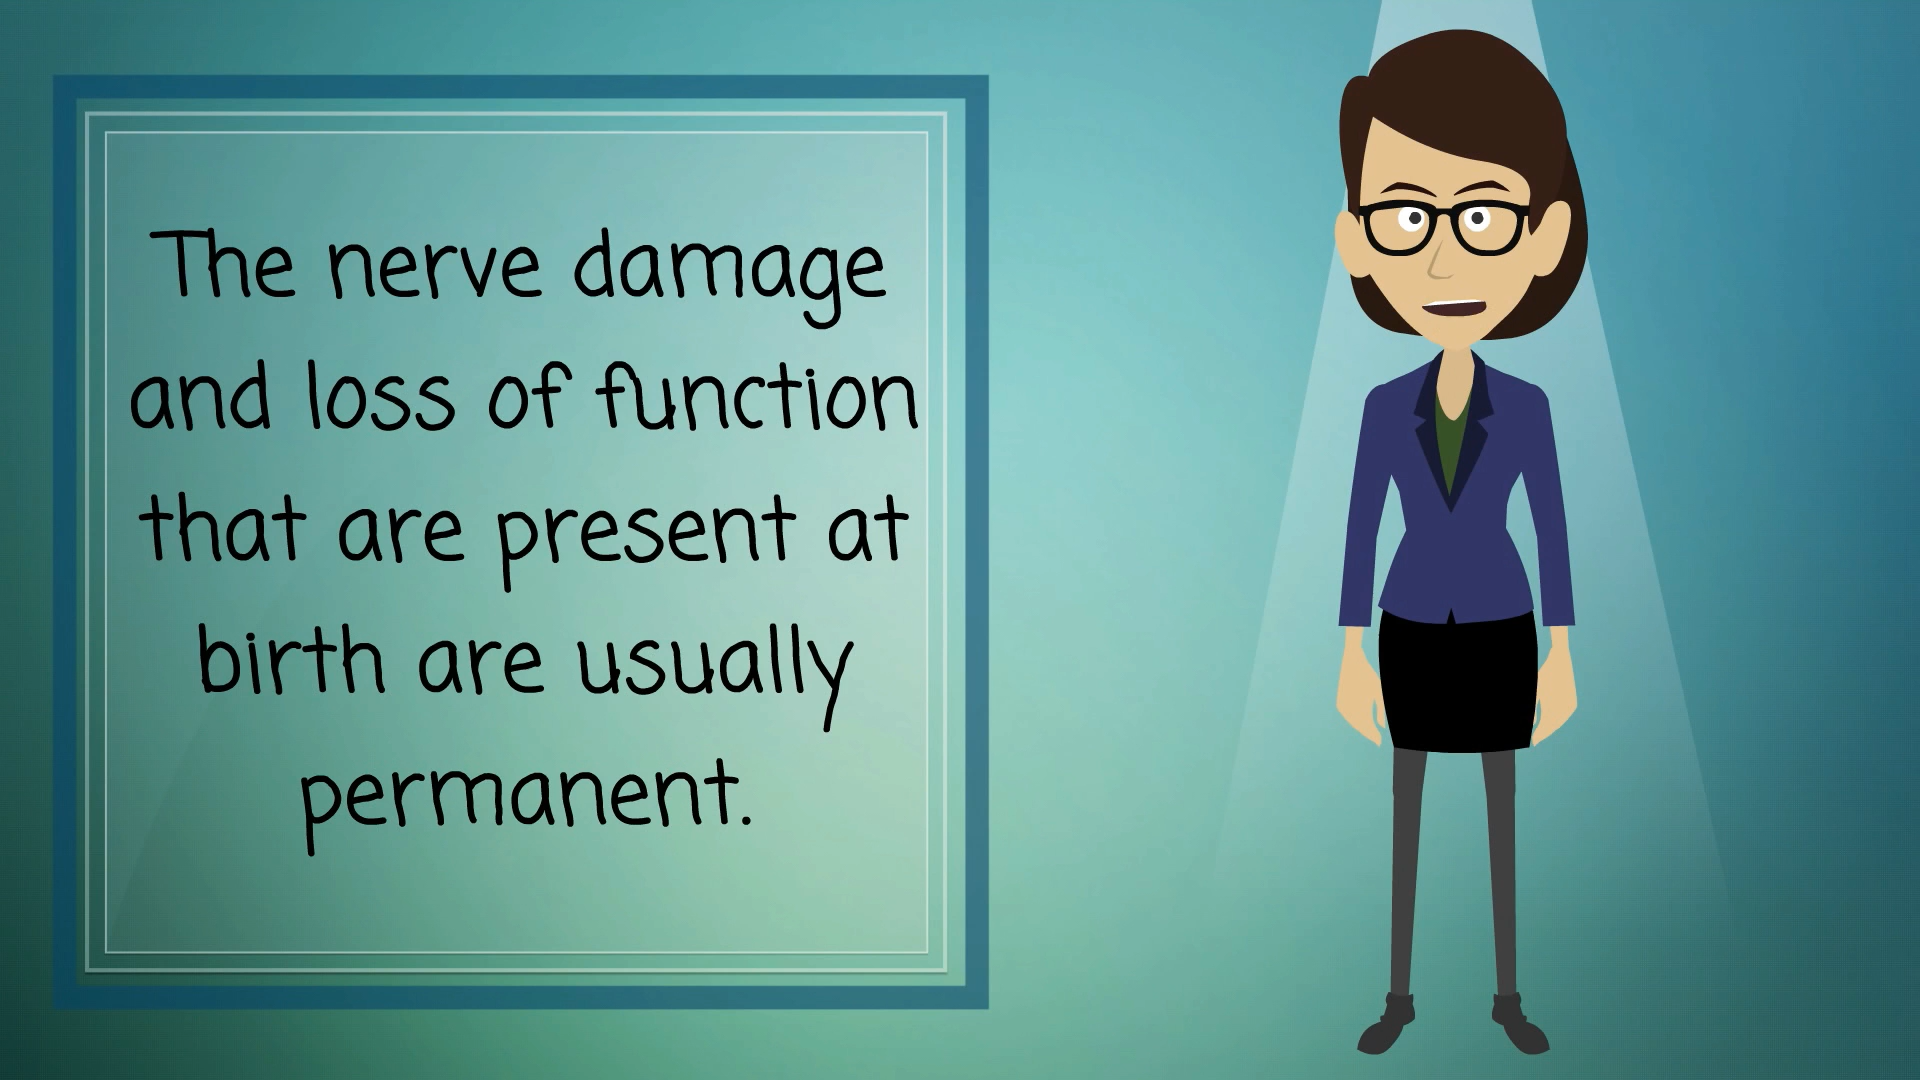 The nerve damage
and loss of function
that are present at
birth are usually
permanent.